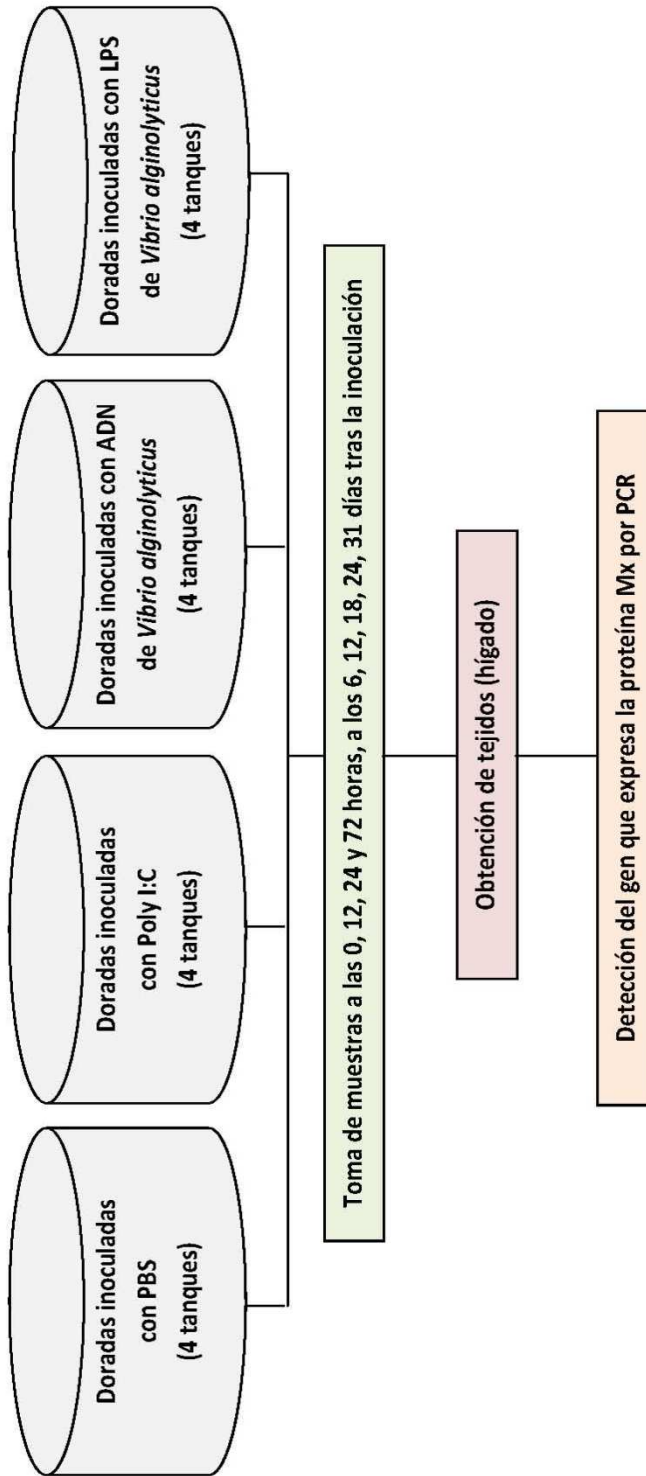 Doradas inoculadas
con PBS
(4 tanques)
Doradas inoculadas
con Poly I:C
(4 tanques)
Doradas inoculadas con ADN
de Vibrio alginolyticus
(4 tanques)
Doradas inoculadas con LPS
de Vibrio alginolyticus
(4 tanques)
Toma de muestras a las 0, 12, 24 y 72 horas, a los 6, 12, 18, 24, 31 días tras la inoculación
Obtención de tejidos (hígado)
Detección del gen que expresa la proteína Mx por PCR